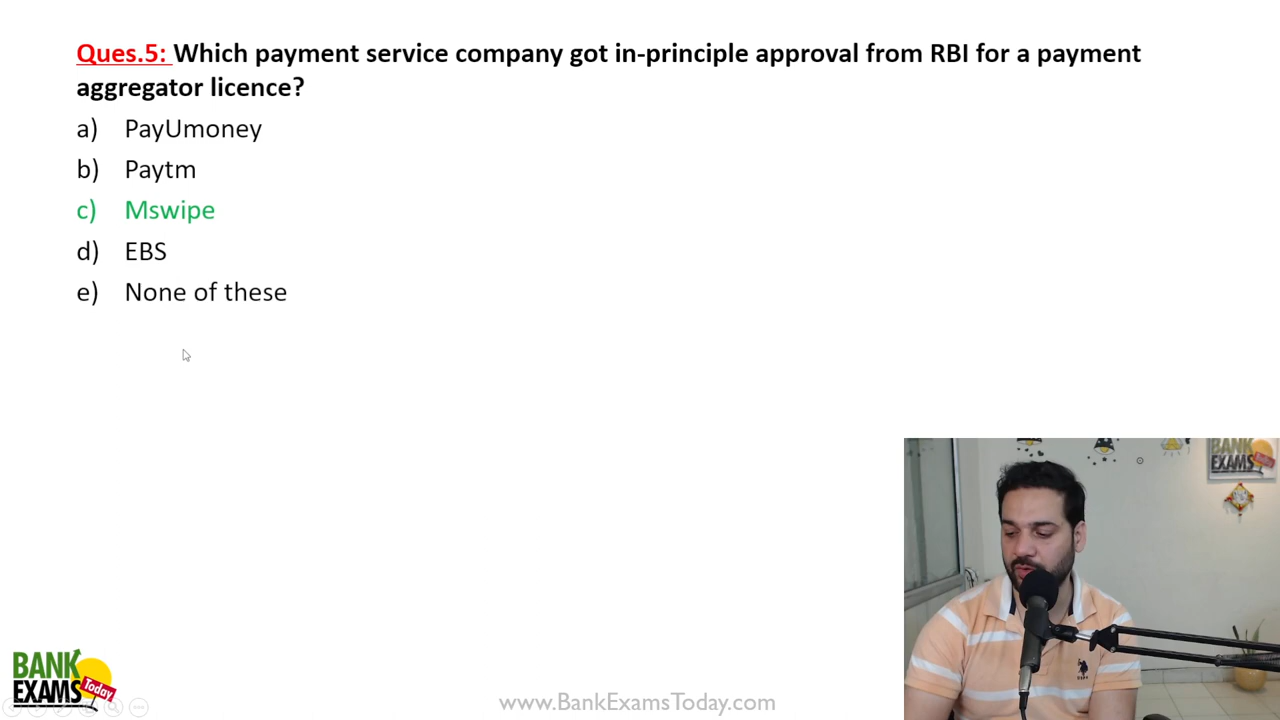 Ques.5: Which payment service company got in-principle approval from RBI for a payment
aggregator licence?
a) PayUmoney
b) Paytm
c) Mswipe
d) EBS
e) None of these
BANK
EXAMS
Today
BANK
EXAMS
Today
www.BankExamsToday.com